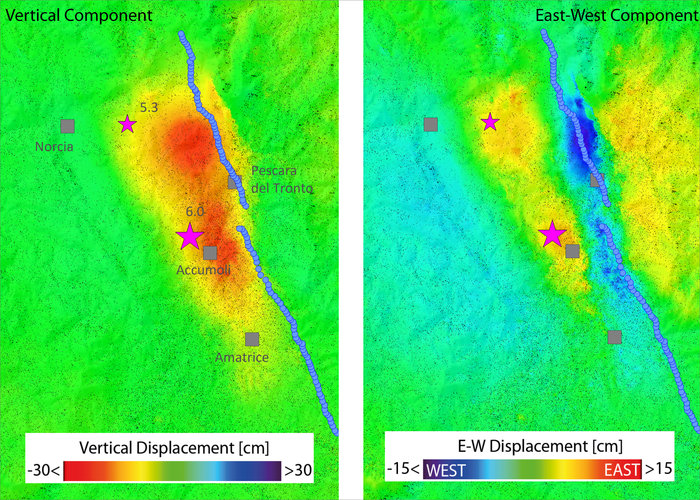 Vertical Component
5.3
Norcia
Pescara
del Tronto
6.0
Accumoli
Amatrice
Vertical Displacement [cm]
-30< >30
East-West Component
E-W Displacement [cm]
-15< WEST EAST >15